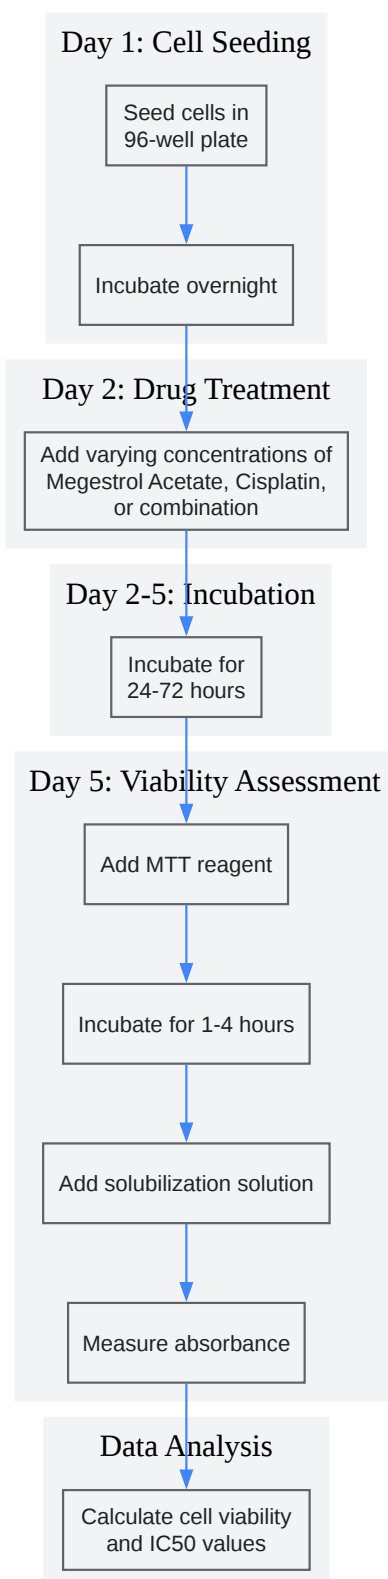 Day 1: Cell Seeding
Seed cells in
96-well plate
Incubate overnight
Day 2: Drug Treatment
Add varying concentrations of
Megestrol Acetate, Cisplatin,
or combination
Day 2-5: Incubation
Incubate for
24-72 hours
Day 5: Viability Assessment
Add MTT reagent
Incubate for 1-4 hours
Add solubilization solution
Measure absorbance
Data Analysis
Calculate cell viability
and IC50 values